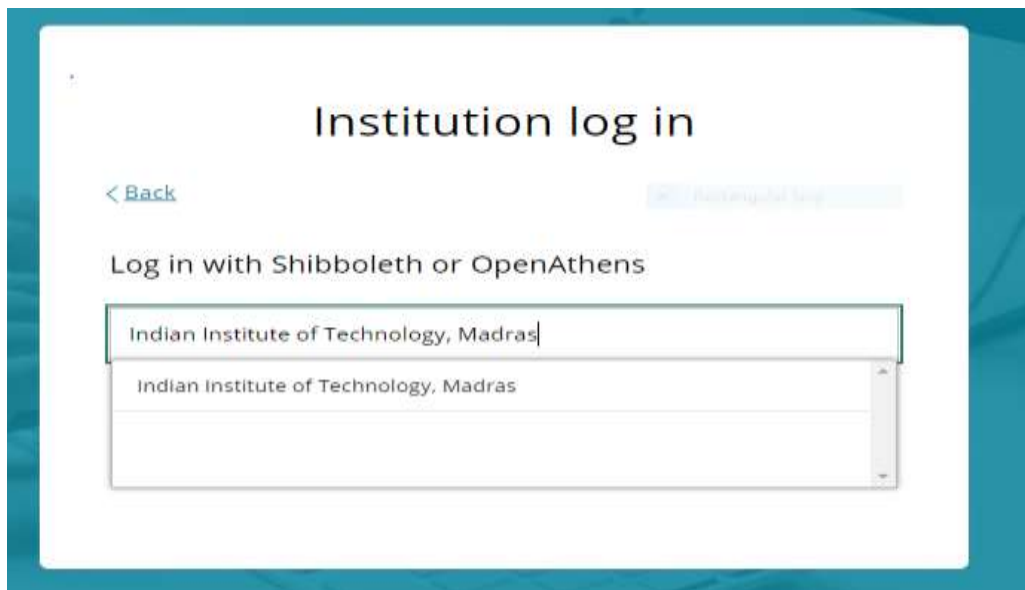 Institution log in
< Back
Log in with Shibboleth or OpenAthens
Indian Institute of Technology, Madras
Indian Institute of Technology, Madras